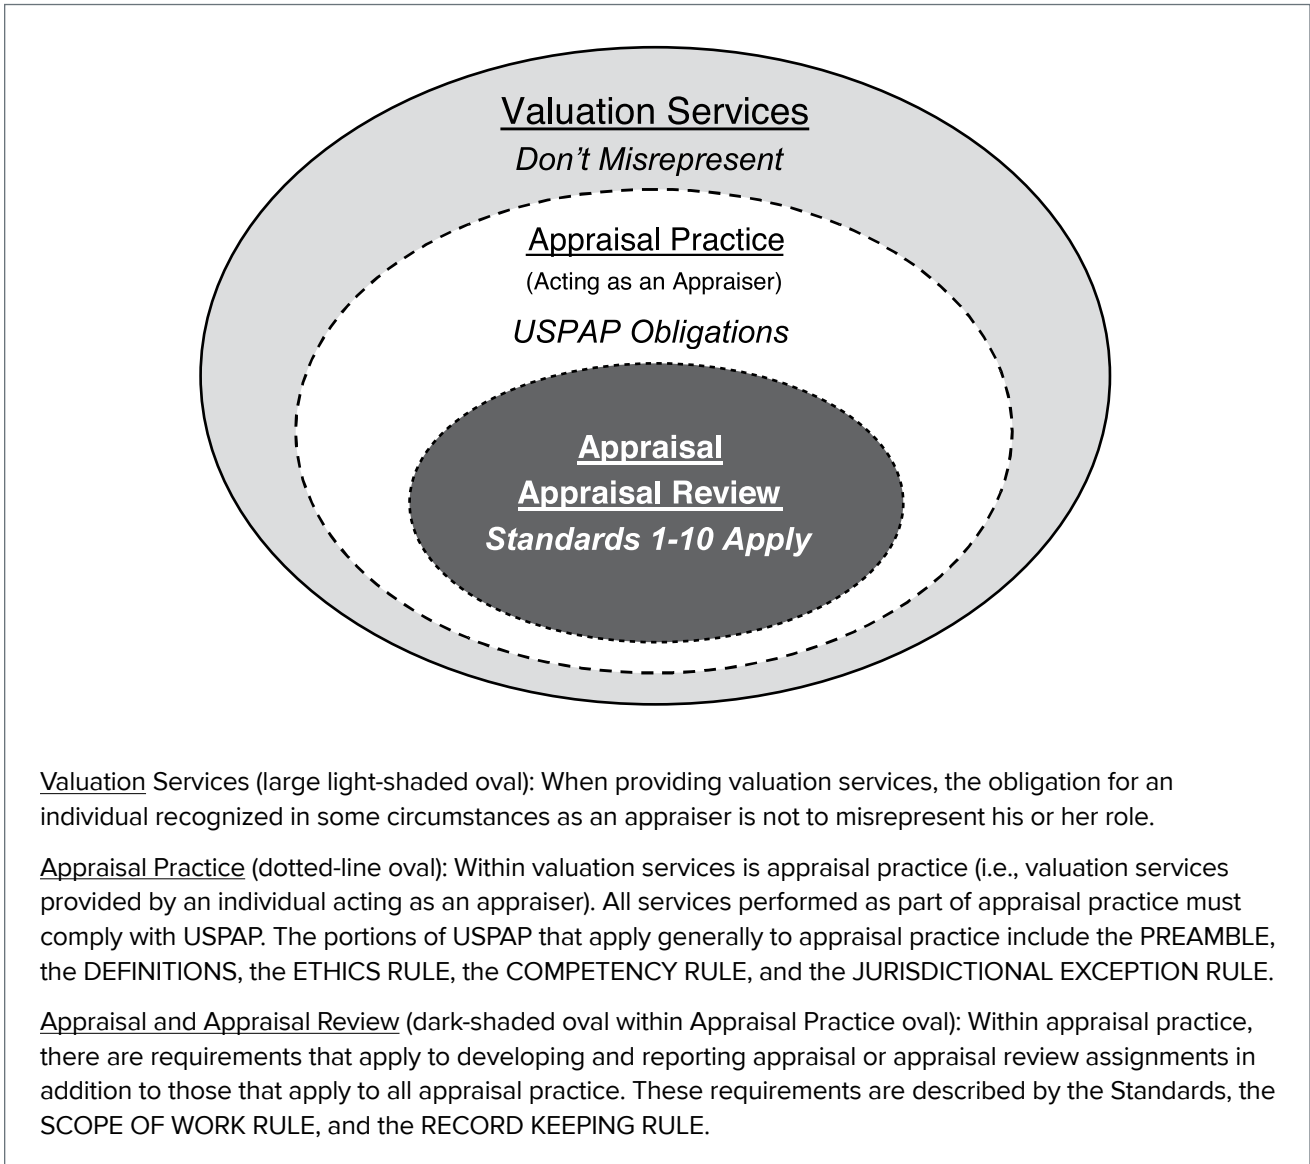 Valuation Services
Don’t Misrepresent
Appraisal Practice
(Acting as an Appraiser)
USPAP Obligations
Appraisal
Appraisal Review
Standards 1-10 Apply
Valuation Services (large light-shaded oval): When providing valuation services, the obligation for an
individual recognized in some circumstances as an appraiser is not to misrepresent his or her role.
Appraisal Practice (dotted-line oval): Within valuation services is appraisal practice (i.e., valuation services
provided by an individual acting as an appraiser). All services performed as part of appraisal practice must
comply with USPAP. The portions of USPAP that apply generally to appraisal practice include the PREAMBLE,
the DEFINITIONS, the ETHICS RULE, the COMPETENCY RULE, and the JURISDICTIONAL EXCEPTION RULE.
Appraisal and Appraisal Review (dark-shaded oval within Appraisal Practice oval): Within appraisal practice,
there are requirements that apply to developing and reporting appraisal or appraisal review assignments in
addition to those that apply to all appraisal practice. These requirements are described by the Standards, the
SCOPE OF WORK RULE, and the RECORD KEEPING RULE.